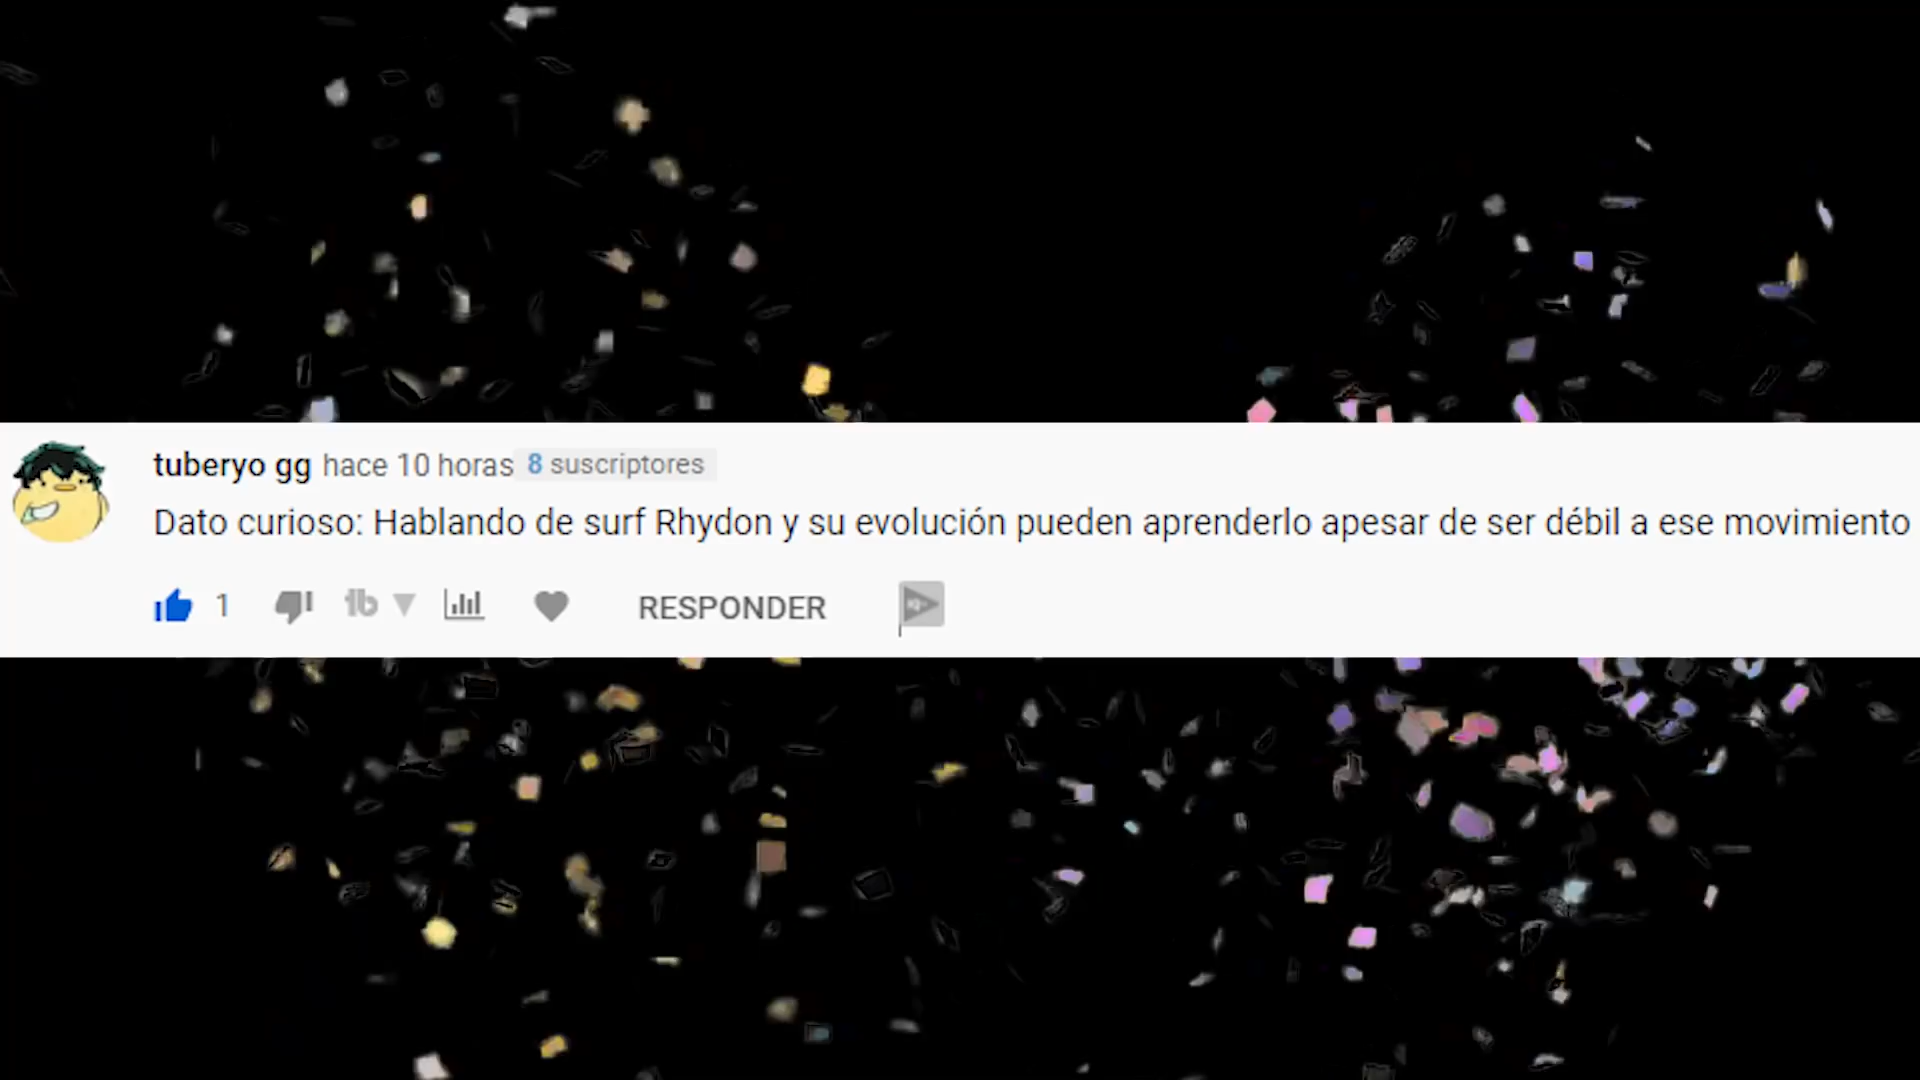 tuberyo gg hace 10 horas 8 suscriptores
Dato curioso: Hablando de surf Rhydon y su evolución pueden aprenderlo apesar de ser débil a ese movimiento
1 tb RESPONDER